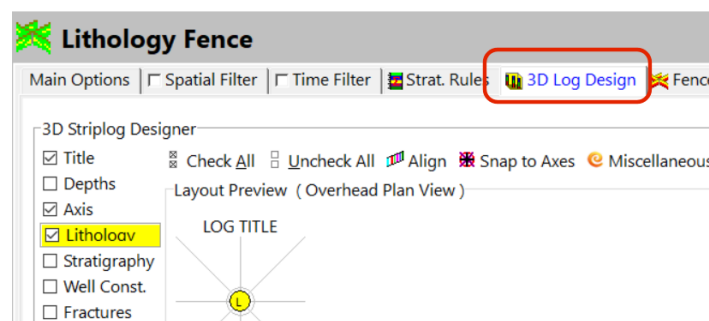 Lithology Fence
Main Options Spatial Filter Time Filter Strat. Rules 3D Log Design Fence
3D Striplog Designer
Title Check All Uncheck All Align Snap to Axes Miscellaneous
Depths Layout Preview ( Overhead Plan View )
Axis
LOG TITLE
Lithology
Stratigraphy
Well Const.
L
Fractures